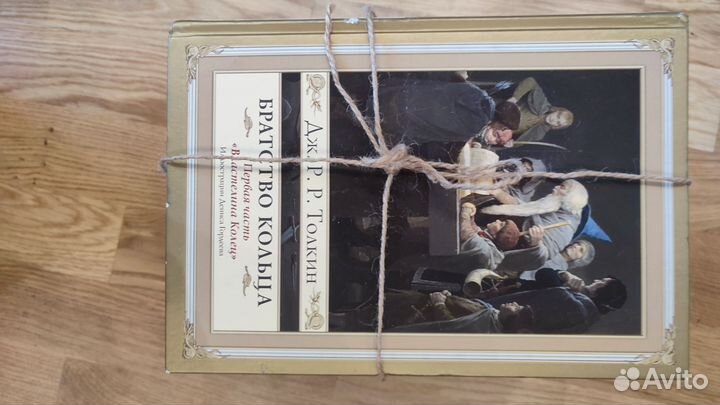 Дж. Р. Р. Толкин
БРАТСТВО КОЛЬЦА
Первая часть
«Властелина Колец»
Иллюстрации Дениса Гордеева
Avito